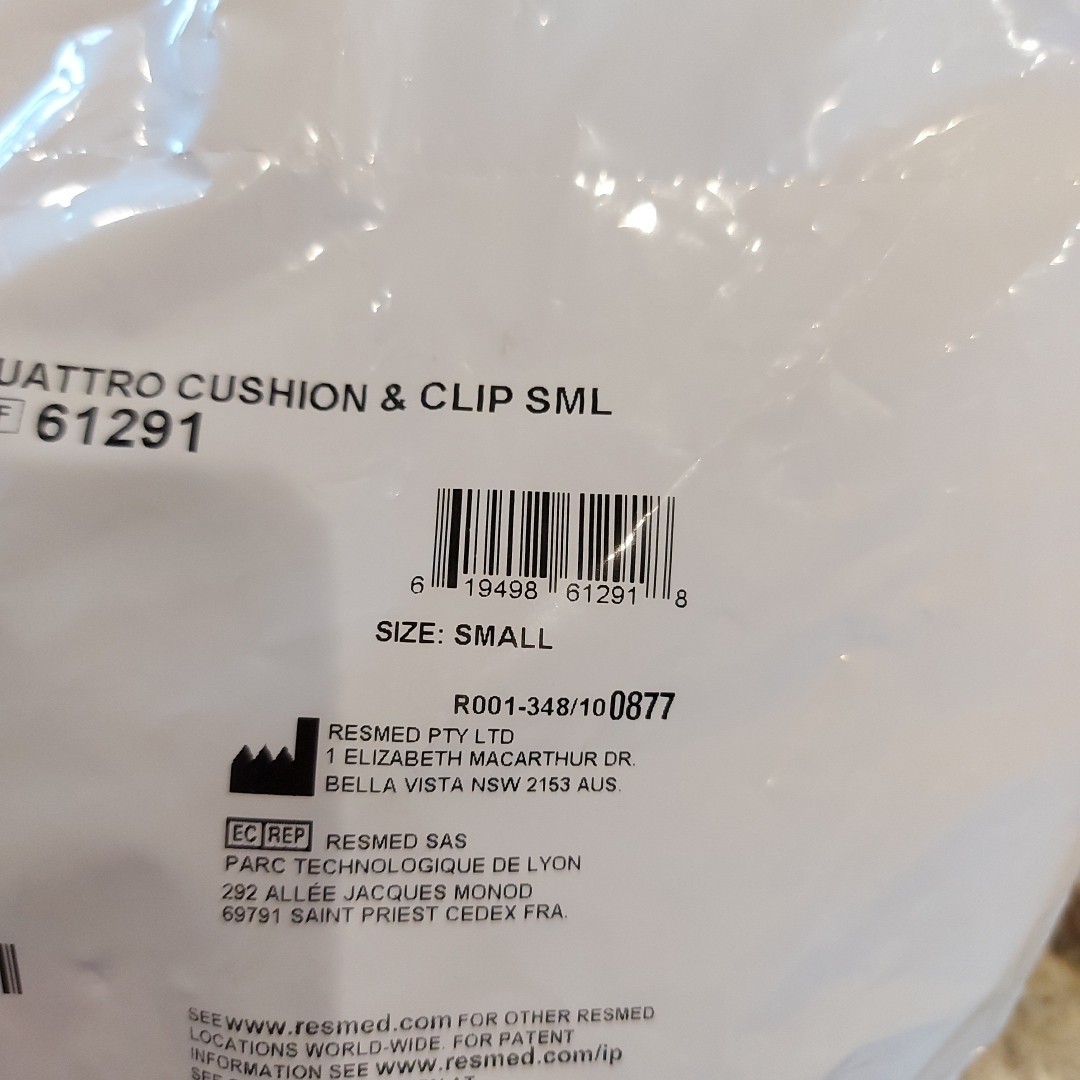 UATTRO CUSHION & CLIP SML
61291
6 19498 61291 8
SIZE: SMALL
R001-348/10 0877
RESMED PTY LTD
1 ELIZABETH MACARTHUR DR.
BELLA VISTA NSW 2153 AUS.
EC REP RESMED SAS
PARC TECHNOLOGIQUE DE LYON
292 ALLÉE JACQUES MONOD
69791 SAINT PRIEST CEDEX FRA.
SEE www.resmed.com FOR OTHER RESMED
LOCATIONS WORLD-WIDE. FOR PATENT
INFORMATION SEE www.resmed.com/ip